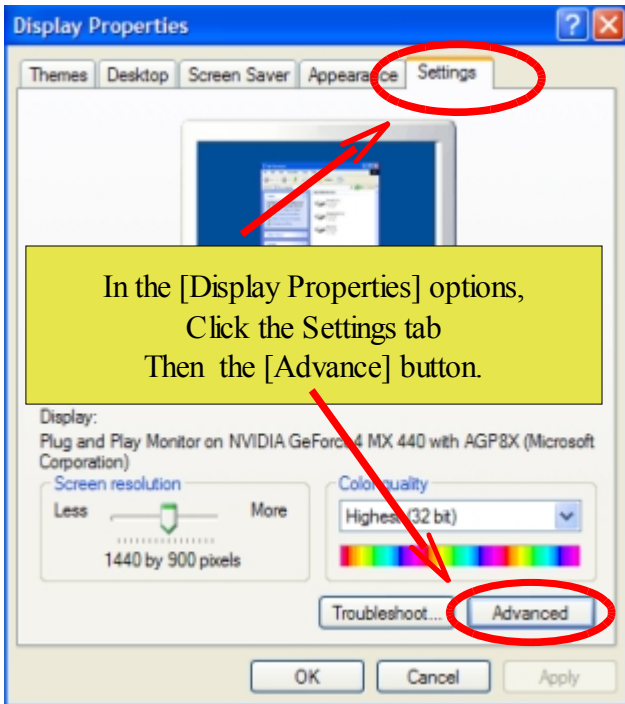 Display Properties
Themes Desktop Screen Saver Appearance Settings
In the [Display Properties] options,
Click the Settings tab
Then the [Advance] button.
Display:
Plug and Play Monitor on NVIDIA GeForce4 MX 440 with AGP8X (Microsoft
Corporation)
Screen resolution
Less More
1440 by 900 pixels
Color quality
Highest (32 bit)
Troubleshoot... Advanced
OK Cancel Apply